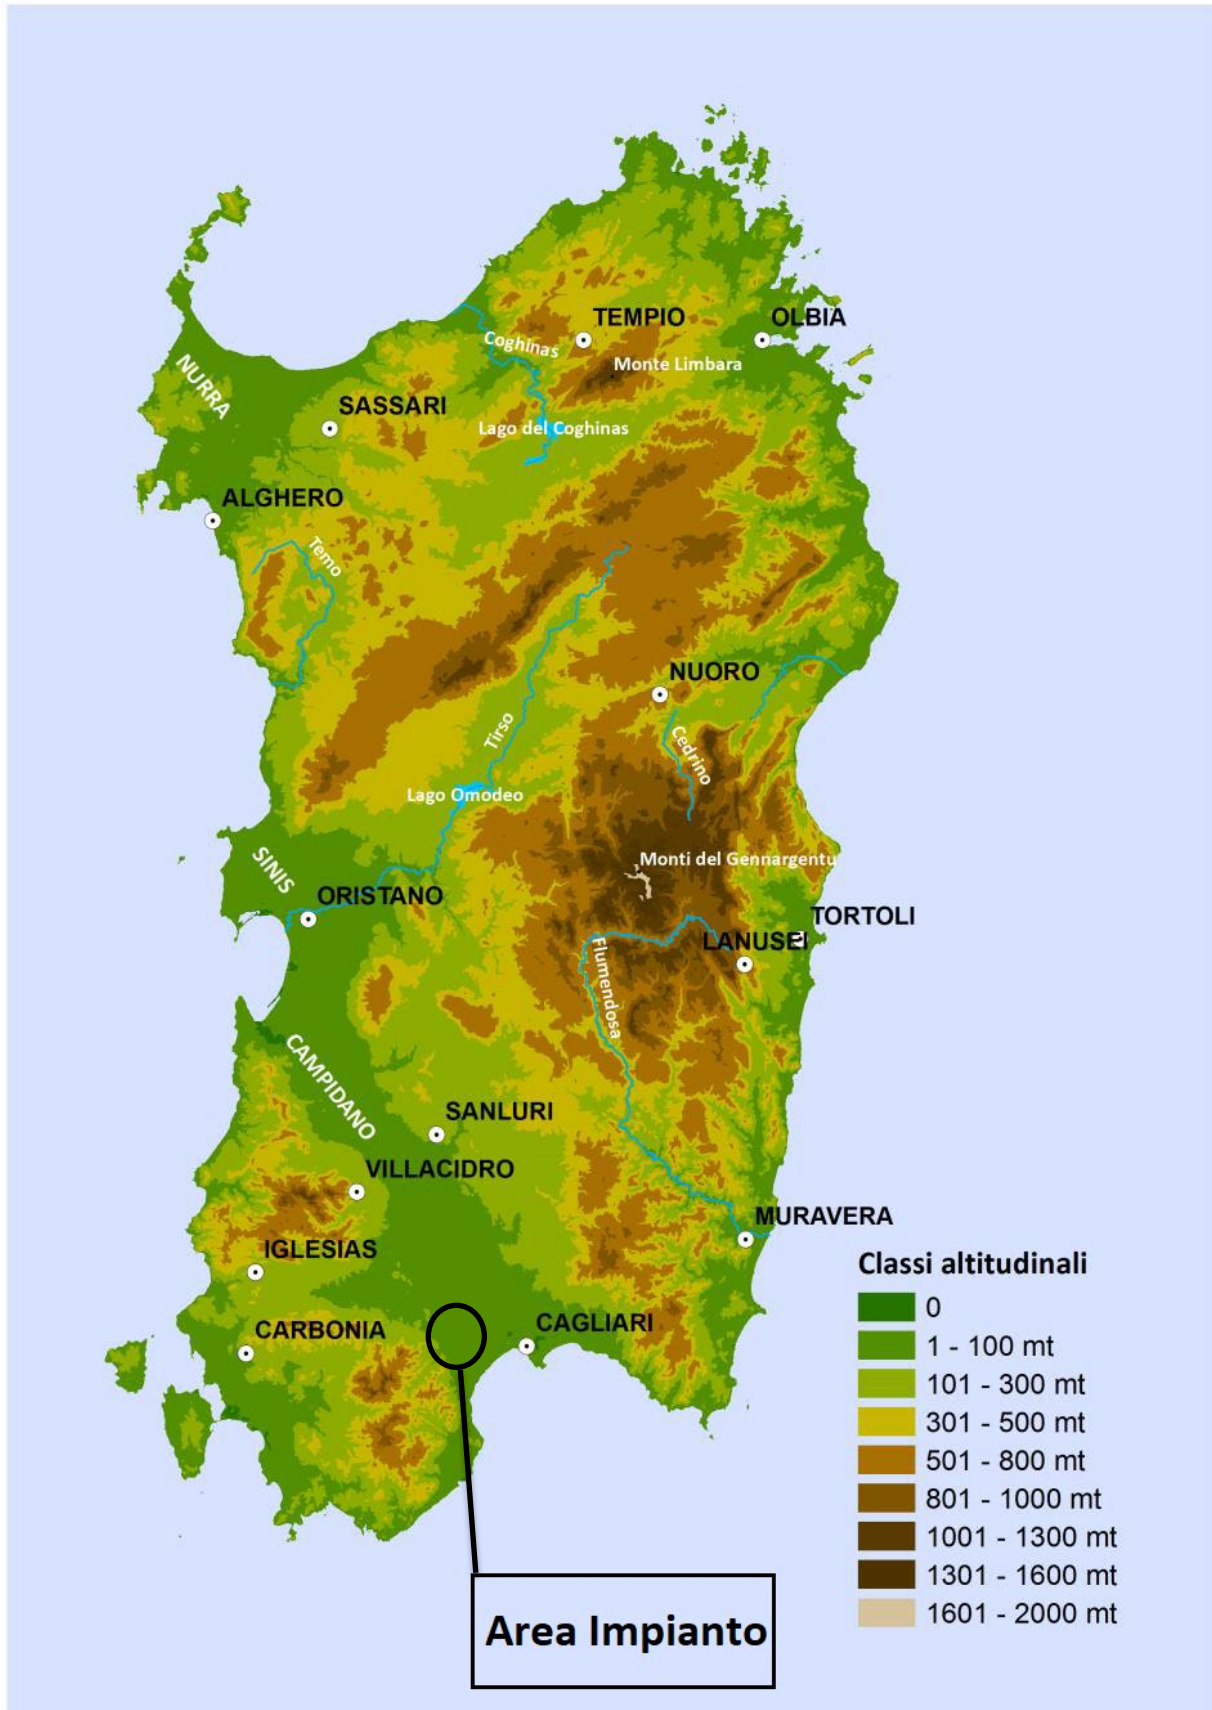 TEMPIO
OLBIA
Coghinas
Monte Limbara
NURRA
SASSARI
Lago del Coghinas
ALGHERO
Temo
NUORO
Tirso
Cedrino
Lago Omodeo
SINIS
Monti del Gennargentu
ORISTANO
TORTOLI
LANUSEI
Flumendosa
CAMPIDANO
SANLURI
VILLACIDRO
MURAVERA
IGLESIAS
CARBONIA
CAGLIARI
Classi altitudinali
0
1 - 100 mt
101 - 300 mt
301 - 500 mt
501 - 800 mt
801 - 1000 mt
1001 - 1300 mt
1301 - 1600 mt
1601 - 2000 mt
Area Impianto